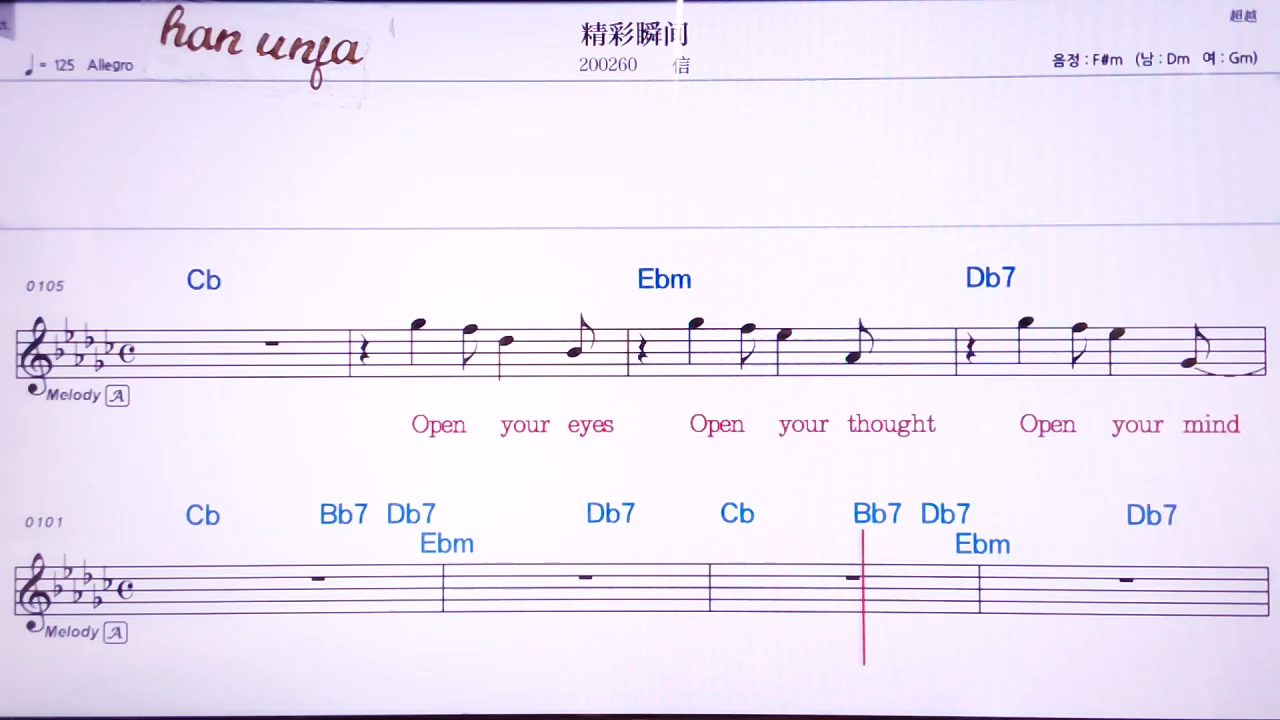 han unfa
精彩瞬间
超越
♩= 125 Allegro
200260 信
음정 : F#m (남 : Dm 여 : Gm)
0105
Cb Ebm Db7
Melody A
Open your eyes Open your thought Open your mind
0101
Cb Bb7 Db7 Db7 Cb Bb7 Db7 Db7
Ebm Ebm
Melody A